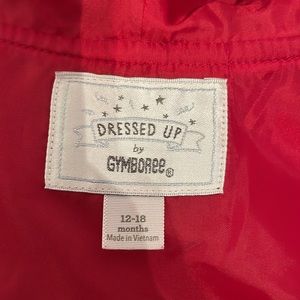 DRESSED UP
by
GYMBOREE®
12-18
months
Made in Vietnam